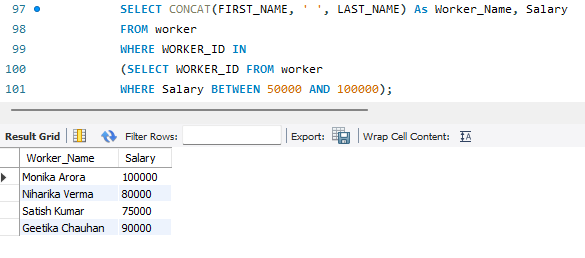 97 SELECT CONCAT(FIRST_NAME, ' ', LAST_NAME) As Worker_Name, Salary
98 FROM worker
99 WHERE WORKER_ID IN
100 (SELECT WORKER_ID FROM worker
101 WHERE Salary BETWEEN 50000 AND 100000);
Result Grid Filter Rows: Export: Wrap Cell Content: IA
Worker_Name Salary
Monika Arora 100000
Niharika Verma 80000
Satish Kumar 75000
Geetika Chauhan 90000